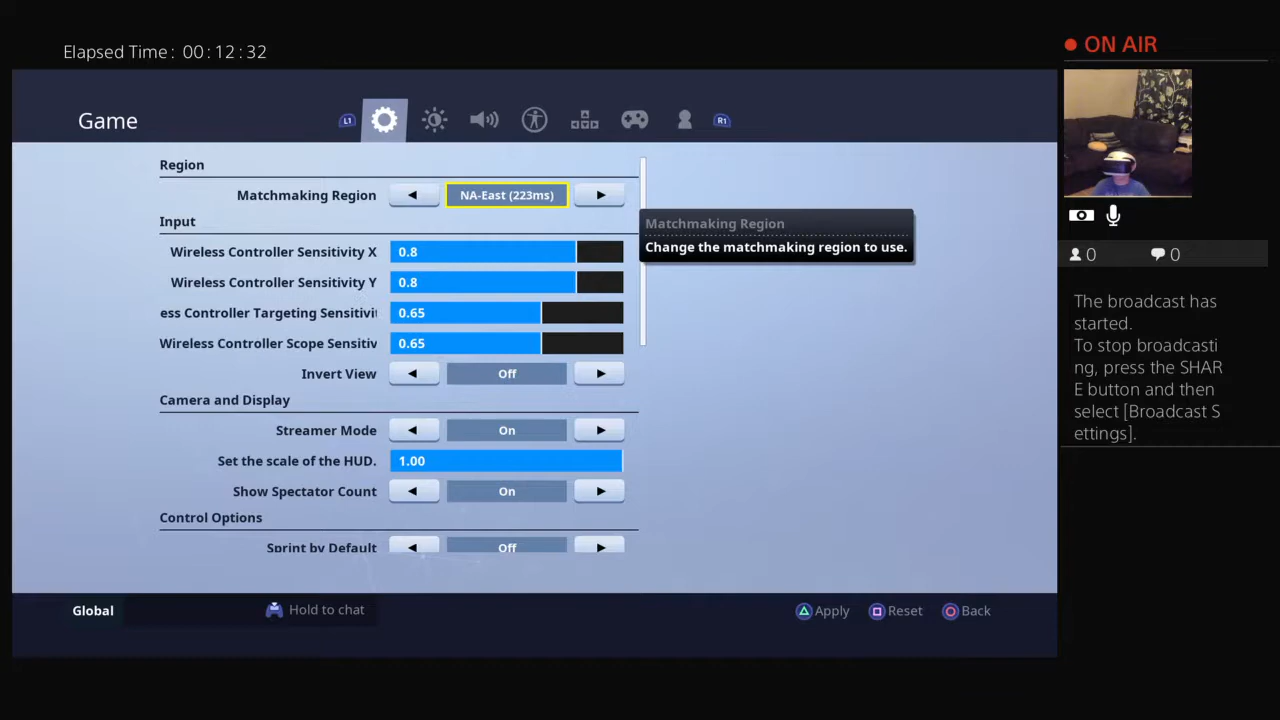 Elapsed Time: 00:12:32
ON AIR
Game
L1
R1
Region
Matchmaking Region
NA-East (223ms)
Matchmaking Region
Change the matchmaking region to use.
Input
Wireless Controller Sensitivity X
0.8
Wireless Controller Sensitivity Y
0.8
ess Controller Targeting Sensitivi
0.65
Wireless Controller Scope Sensitiv
0.65
Invert View
Off
Camera and Display
Streamer Mode
On
Set the scale of the HUD.
1.00
Show Spectator Count
On
Control Options
Sprint by Default
Off
Global
Hold to chat
Apply
Reset
Back
0
0
The broadcast has
started.
To stop broadcasti
ng, press the SHAR
E button and then
select [Broadcast S
ettings].